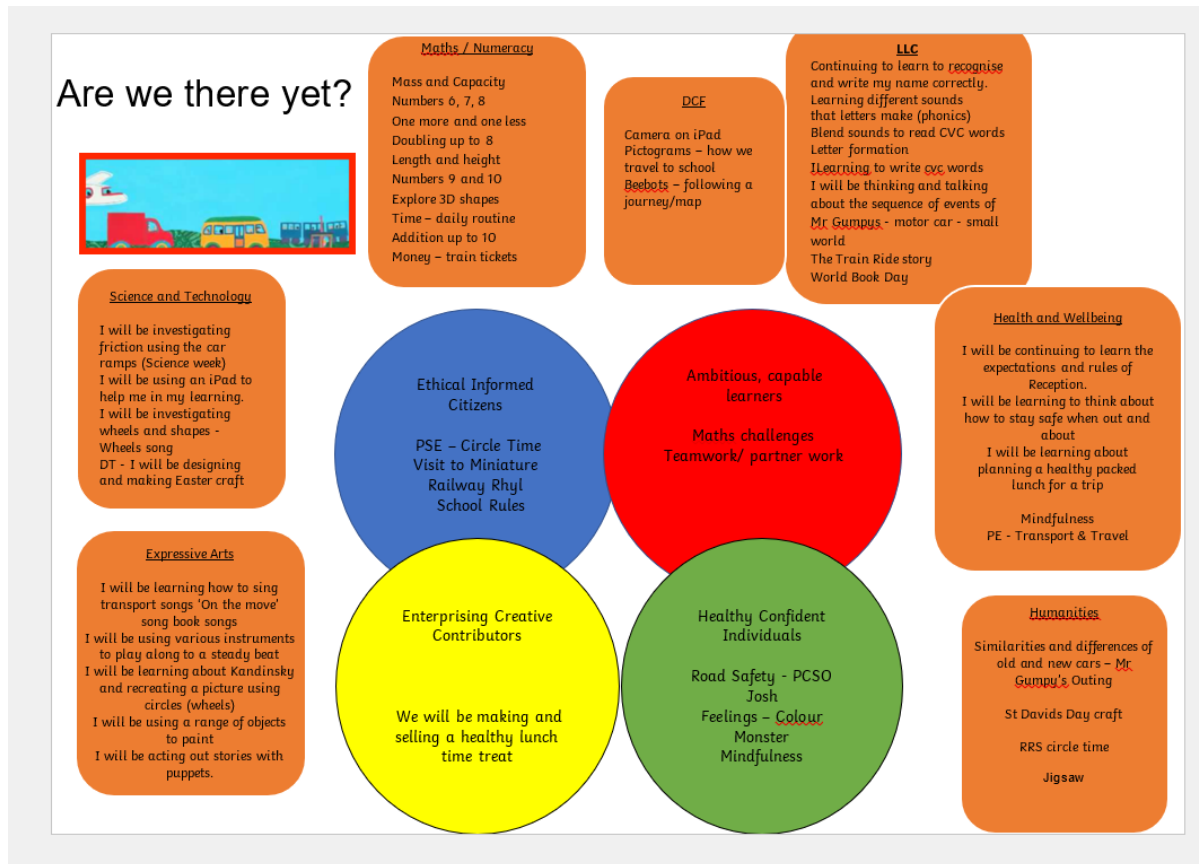 Are we there yet?
Maths / Numeracy
Mass and Capacity
Numbers 6, 7, 8
One more and one less
Doubling up to 8
Length and height
Numbers 9 and 10
Explore 3D shapes
Time – daily routine
Addition up to 10
Money – train tickets
DCF
Camera on iPad
Pictograms – how we
travel to school
Beebots – following a
journey/map
LLC
Continuing to learn to recognise
and write my name correctly.
Learning different sounds
that letters make (phonics)
Blend sounds to read CVC words
Letter formation
ILearning to write cvc words
I will be thinking and talking
about the sequence of events of
Mr Gumpys - motor car - small
world
The Train Ride story
World Book Day
Science and Technology
I will be investigating
friction using the car
ramps (Science week)
I will be using an iPad to
help me in my learning.
I will be investigating
wheels and shapes -
Wheels song
DT - I will be designing
and making Easter craft
Ethical Informed
Citizens
PSE – Circle Time
Visit to Miniature
Railway Rhyl
School Rules
Ambitious, capable
learners
Maths challenges
Teamwork/ partner work
Health and Wellbeing
I will be continuing to learn the
expectations and rules of
Reception.
I will be learning to think about
how to stay safe when out and
about
I will be learning about
planning a healthy packed
lunch for a trip
Mindfulness
PE - Transport & Travel
Expressive Arts
I will be learning how to sing
transport songs 'On the move'
song book songs
I will be using various instruments
to play along to a steady beat
I will be learning about Kandinsky
and recreating a picture using
circles (wheels)
I will be using a range of objects
to paint
I will be acting out stories with
puppets.
Enterprising Creative
Contributors
We will be making and
selling a healthy lunch
time treat
Healthy Confident
Individuals
Road Safety - PCSO
Josh
Feelings – Colour
Monster
Mindfulness
Humanities
Similarities and differences of
old and new cars – Mr
Gumpy's Outing
St Davids Day craft
RRS circle time
Jigsaw